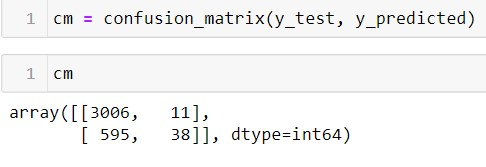 1 cm = confusion_matrix(y_test, y_predicted)
1 cm
array([[3006,   11],
       [ 595,   38]], dtype=int64)